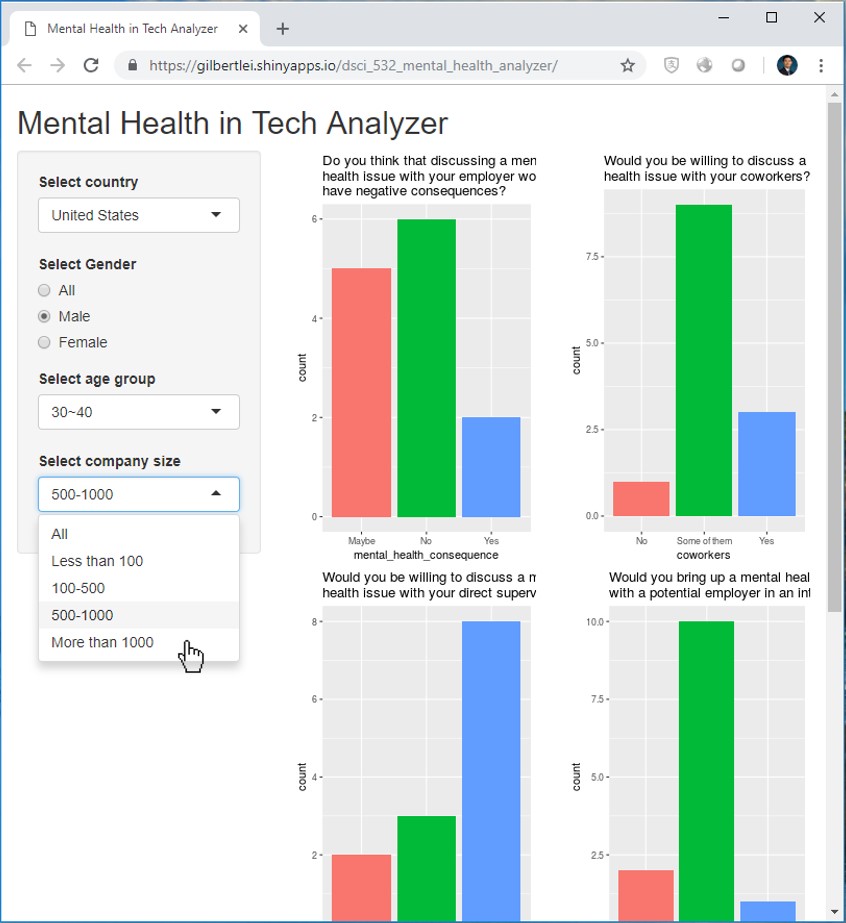 Mental Health in Tech Analyzer
https://gilbertlei.shinyapps.io/dsci_532_mental_health_analyzer/
Mental Health in Tech Analyzer
Select country
United States
Select Gender
All
Male
Female
Select age group
30~40
Select company size
500-1000
All
Less than 100
100-500
500-1000
More than 1000
Do you think that discussing a men
health issue with your employer wo
have negative consequences?
6
4
2
0
count
Maybe No Yes
mental_health_consequence
Would you be willing to discuss a
health issue with your coworkers?
7.5
5.0
2.5
0.0
count
No Some of them Yes
coworkers
Would you be willing to discuss a m
health issue with your direct superv
8
6
4
2
count
Would you bring up a mental heal
with a potential employer in an int
10.0
7.5
5.0
2.5
count